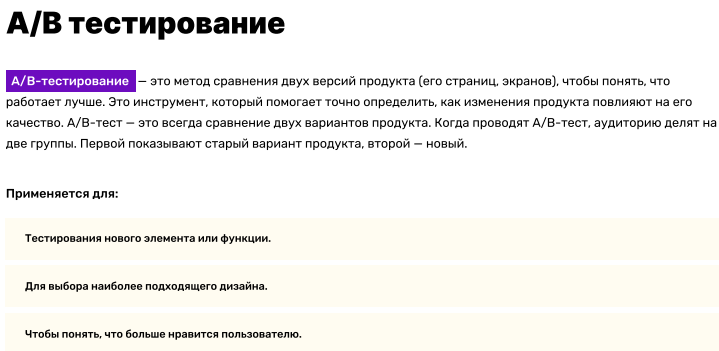 A/B тестирование
A/B-тестирование — это метод сравнения двух версий продукта (его страниц, экранов), чтобы понять, что
работает лучше. Это инструмент, который помогает точно определить, как изменения продукта повлияют на его
качество. A/B-тест — это всегда сравнение двух вариантов продукта. Когда проводят A/B-тест, аудиторию делят на
две группы. Первой показывают старый вариант продукта, второй — новый.
Применяется для:
Тестирования нового элемента или функции.
Для выбора наиболее подходящего дизайна.
Чтобы понять, что больше нравится пользователю.